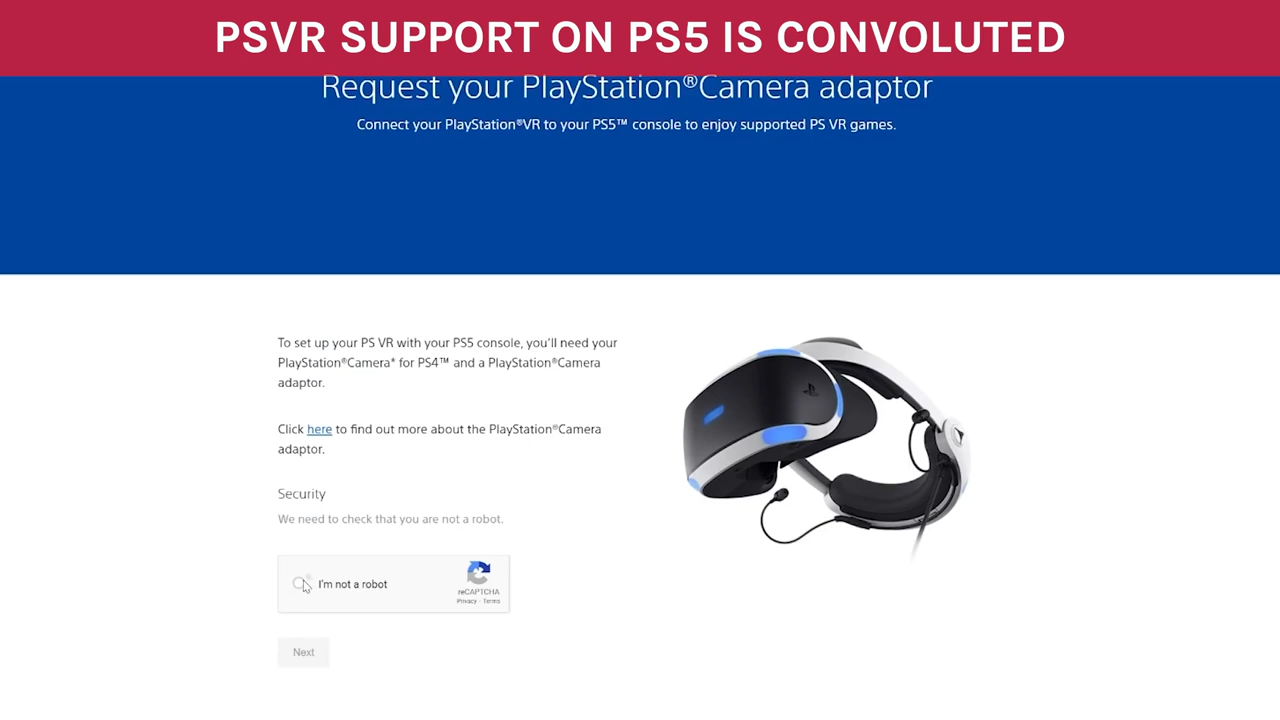 PSVR SUPPORT ON PS5 IS CONVOLUTED
Request your PlayStation®Camera adaptor
Connect your PlayStation®VR to your PS5™ console to enjoy supported PS VR games.
To set up your PS VR with your PS5 console, you'll need your
PlayStation®Camera* for PS4™ and a PlayStation®Camera
adaptor.
Click here to find out more about the PlayStation®Camera
adaptor.
Security
We need to check that you are not a robot.
I'm not a robot
reCAPTCHA
Privacy - Terms
Next